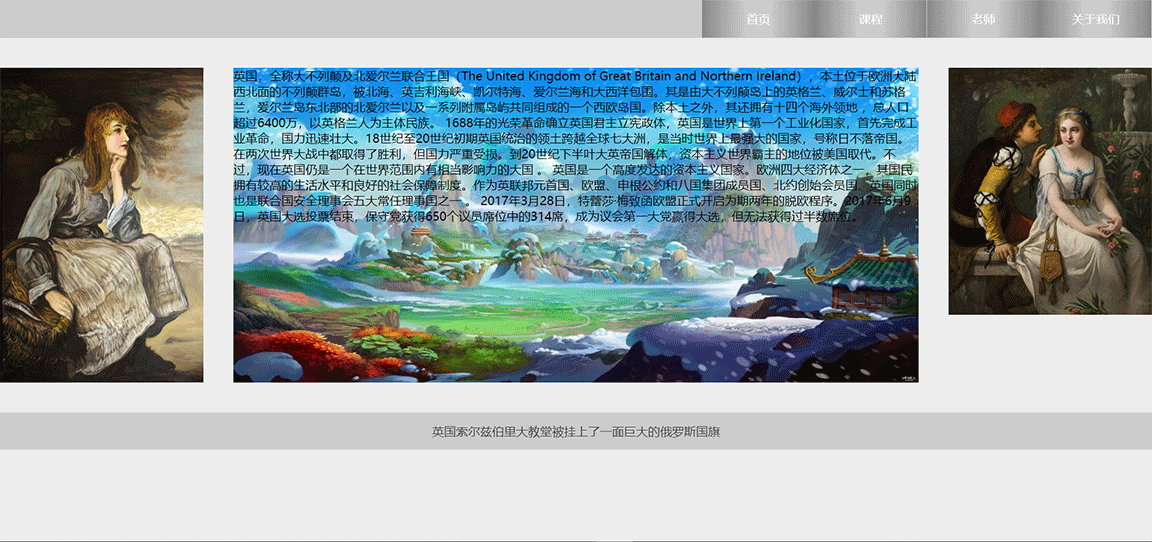 首页 课程 老师 关于我们
英国，全称大不列颠及北爱尔兰联合王国（The United Kingdom of Great Britain and Northern Ireland），本土位于欧洲大陆
西北面的不列颠群岛，被北海、英吉利海峡、凯尔特海、爱尔兰海和大西洋包围。其是由大不列颠岛上的英格兰、威尔士和苏格
兰，爱尔兰岛东北部的北爱尔兰以及一系列附属岛屿共同组成的一个西欧岛国。除本土之外，其还拥有十四个海外领地 ，总人口
超过6400万，以英格兰人为主体民族。 1688年的光荣革命确立英国君主立宪政体，英国是世界上第一个工业化国家，首先完成工
业革命，国力迅速壮大。18世纪至20世纪初期英国统治的领土跨越全球七大洲，是当时世界上最强大的国家，号称日不落帝国。
在两次世界大战中都取得了胜利，但国力严重受损。到20世纪下半叶大英帝国解体，资本主义世界霸主的地位被美国取代。不
过，现在英国仍是一个在世界范围内有相当影响力的大国 。 英国是一个高度发达的资本主义国家。欧洲四大经济体之一，其国民
拥有较高的生活水平和良好的社会保障制度。作为英联邦元首国、欧盟、申根公约和八国集团成员国、北约创始会员国、英国同时
也是联合国安全理事会五大常任理事国之一 。 2017年3月28日，特蕾莎·梅致函欧盟正式开启为期两年的脱欧程序。2017年6月9
日，英国大选投票结束，保守党获得650个议员席位中的314席，成为议会第一大党赢得大选，但无法获得过半数席位。
英国索尔兹伯里大教堂被挂上了一面巨大的俄罗斯国旗